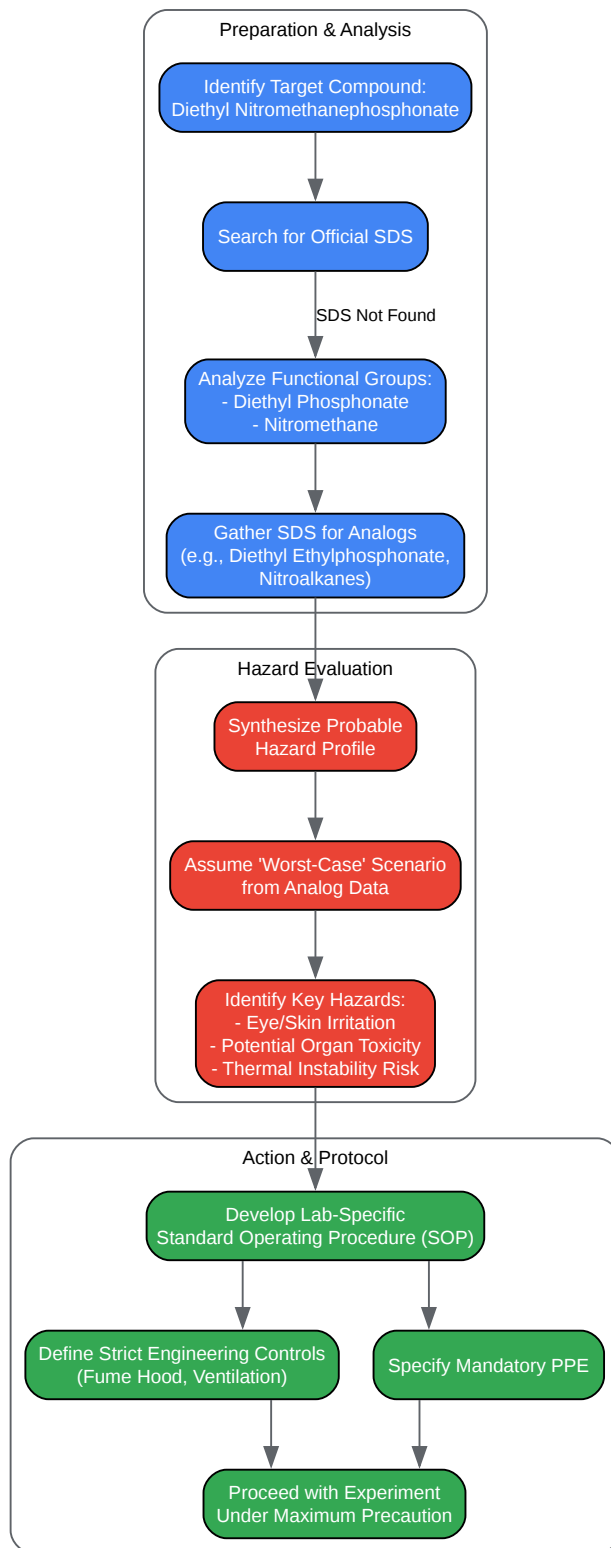 Preparation & Analysis
Identify Target Compound:
Diethyl Nitromethanephosphonate
Search for Official SDS
SDS Not Found
Analyze Functional Groups:
- Diethyl Phosphonate
- Nitromethane
Gather SDS for Analogs
(e.g., Diethyl Ethylphosphonate,
Nitroalkanes)
Hazard Evaluation
Synthesize Probable
Hazard Profile
Assume 'Worst-Case' Scenario
from Analog Data
Identify Key Hazards:
- Eye/Skin Irritation
- Potential Organ Toxicity
- Thermal Instability Risk
Action & Protocol
Develop Lab-Specific
Standard Operating Procedure (SOP)
Define Strict Engineering Controls
(Fume Hood, Ventilation)
Specify Mandatory PPE
Proceed with Experiment
Under Maximum Precaution